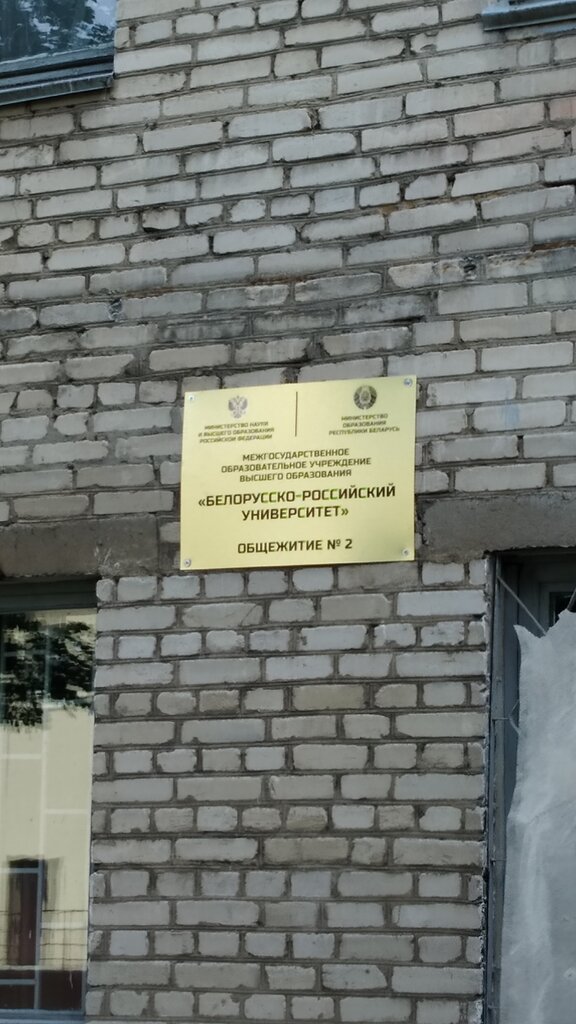 МИНИСТЕРСТВО НАУКИ
И ВЫСШЕГО ОБРАЗОВАНИЯ
РОССИЙСКОЙ ФЕДЕРАЦИИ
МИНИСТЕРСТВО
ОБРАЗОВАНИЯ
РЕСПУБЛИКИ БЕЛАРУСЬ
МЕЖГОСУДАРСТВЕННОЕ
ОБРАЗОВАТЕЛЬНОЕ УЧРЕЖДЕНИЕ
ВЫСШЕГО ОБРАЗОВАНИЯ
«БЕЛОРУССКО-РОССИЙСКИЙ
УНИВЕРСИТЕТ»
ОБЩЕЖИТИЕ № 2